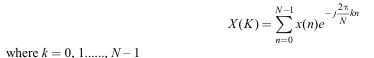 X(K) = \sum_{n=0}^{N-1} x(n)e^{-j\frac{2\pi}{N}kn}
where k = 0, 1......, N – 1